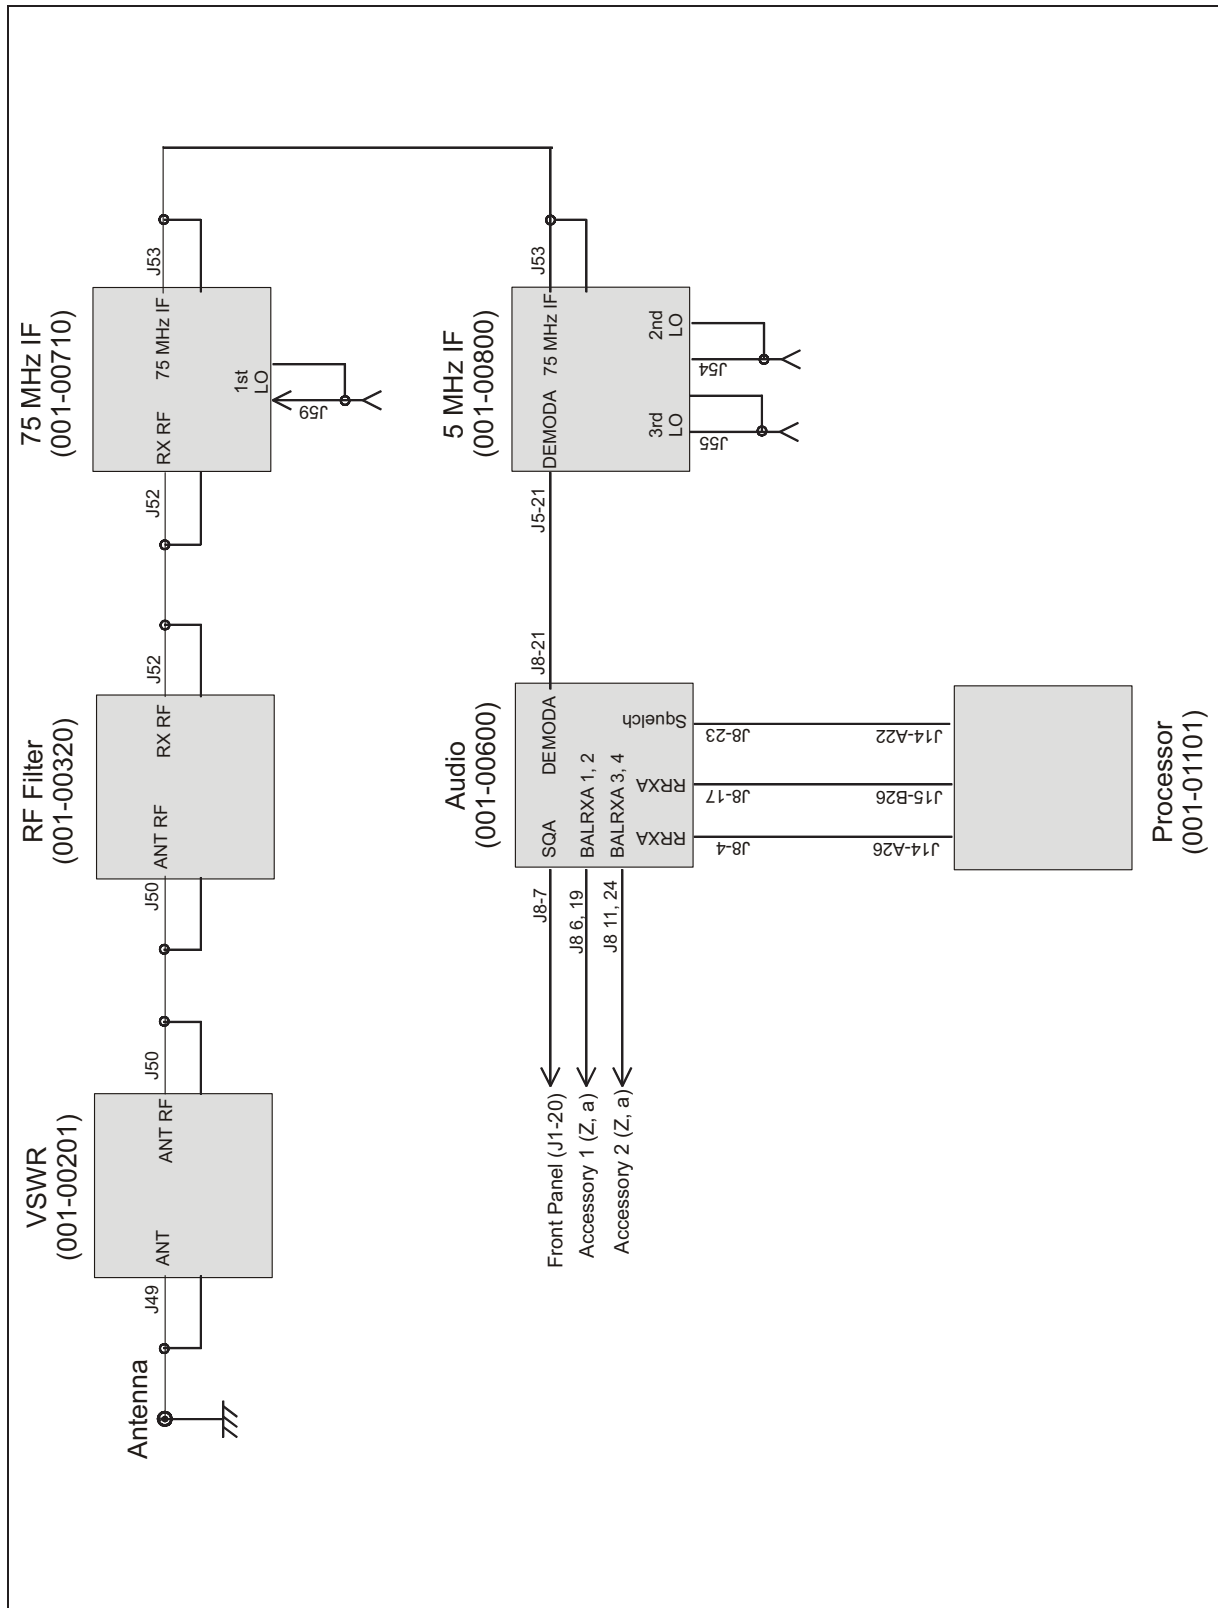 Antenna
J49
VSWR
(001-00201)
ANT
ANT RF
J50
J50
RF Filter
(001-00320)
ANT RF
RX RF
J52
J52
75 MHz IF
(001-00710)
RX RF
75 MHz IF
1st
LO
J59
J53
J53
5 MHz IF
(001-00800)
DEMODA
75 MHz IF
3rd
LO
2nd
LO
J55
J54
J5-21
J8-21
Audio
(001-00600)
SQA
DEMODA
BALRXA 1, 2
BALRXA 3, 4
RRXA
RRXA
Squelch
J8-7
J8 6, 19
J8 11, 24
Front Panel (J1-20)
Accessory 1 (Z, a)
Accessory 2 (Z, a)
J8-4
J8-17
J8-23
J14-A26
J15-B26
J14-A22
Processor
(001-01101)